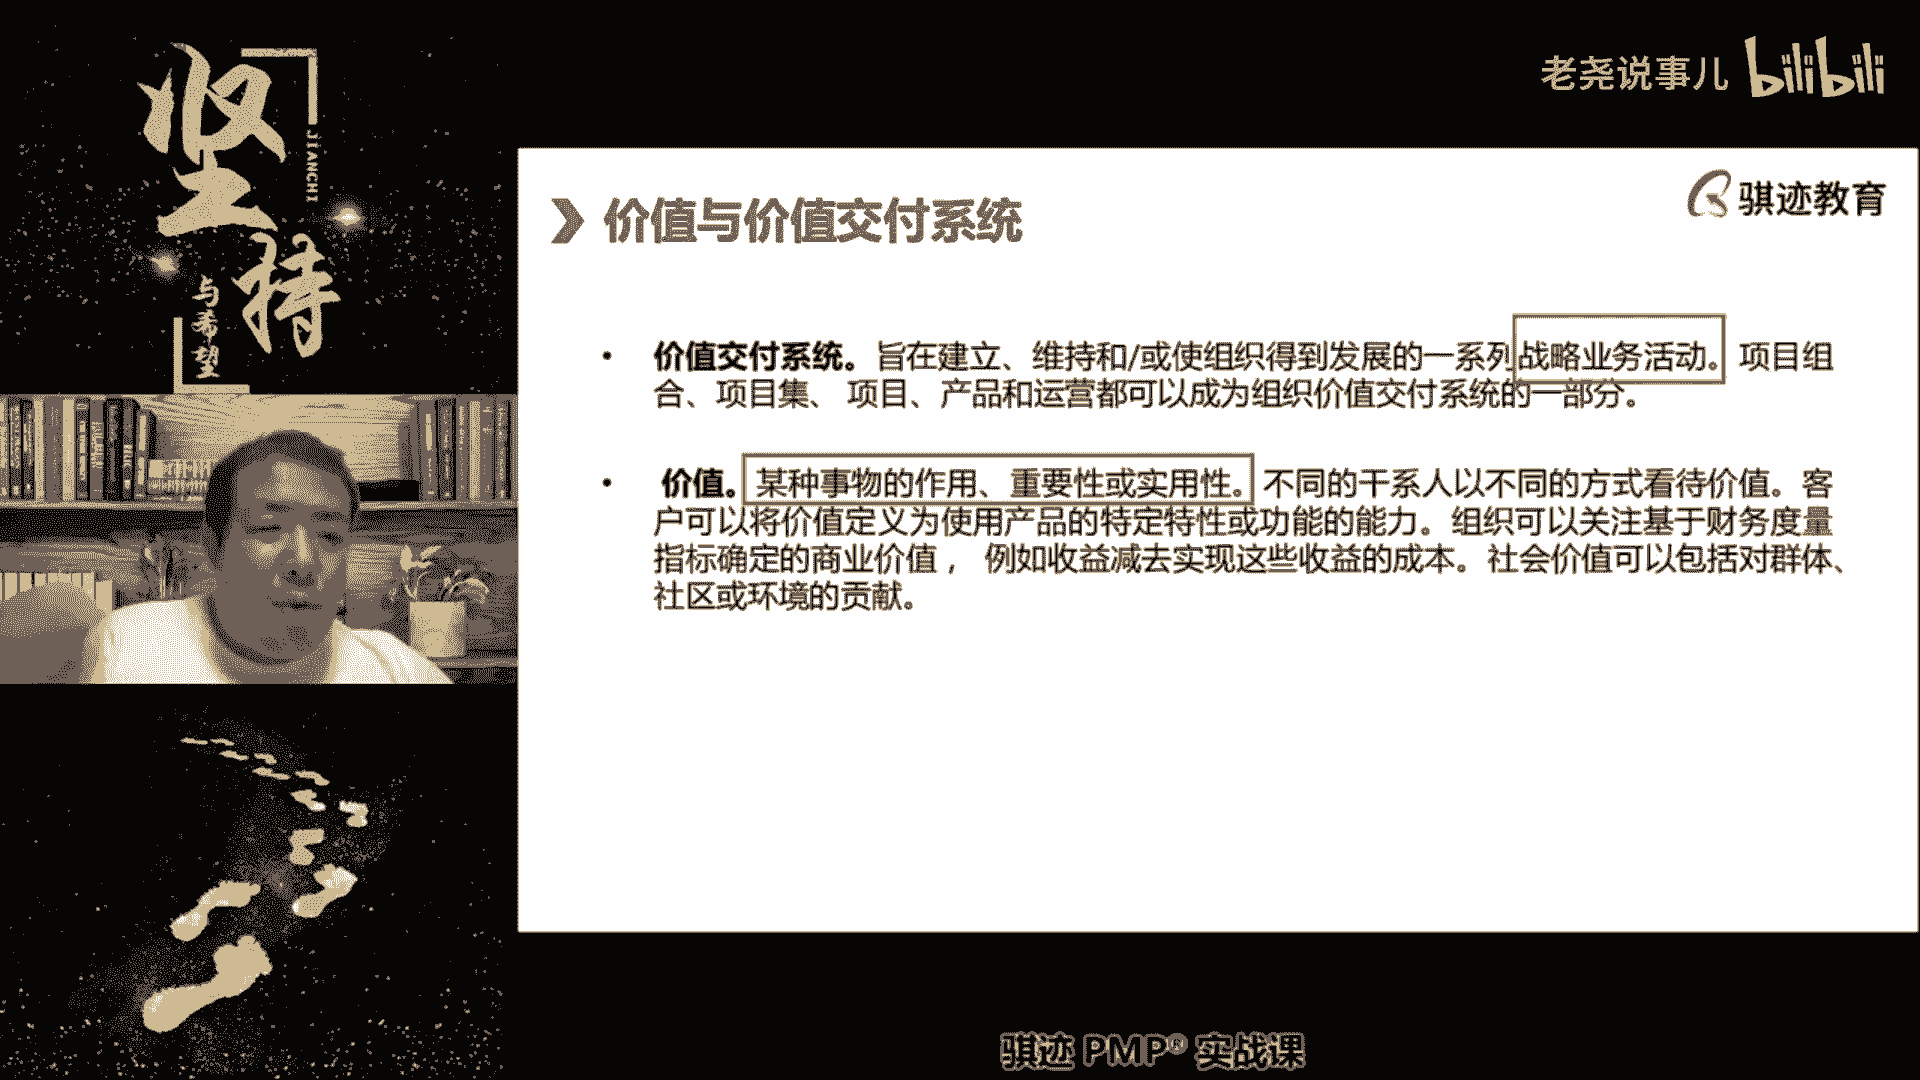 坚持
JIANCHI
与希望
老尧说事儿 bilibili
骐迹教育
价值与价值交付系统
• 价值交付系统。旨在建立、维持和/或使组织得到发展的一系列战略业务活动。 项目组
合、项目集、 项目、产品和运营都可以成为组织价值交付系统的一部分。
• 价值。某种事物的作用、重要性或实用性。不同的干系人以不同的方式看待价值。客
户可以将价值定义为使用产品的特定特性或功能的能力。组织可以关注基于财务度量
指标确定的商业价值， 例如收益减去实现这些收益的成本。社会价值可以包括对群体、
社区或环境的贡献。
骐迹 PMP® 实战课